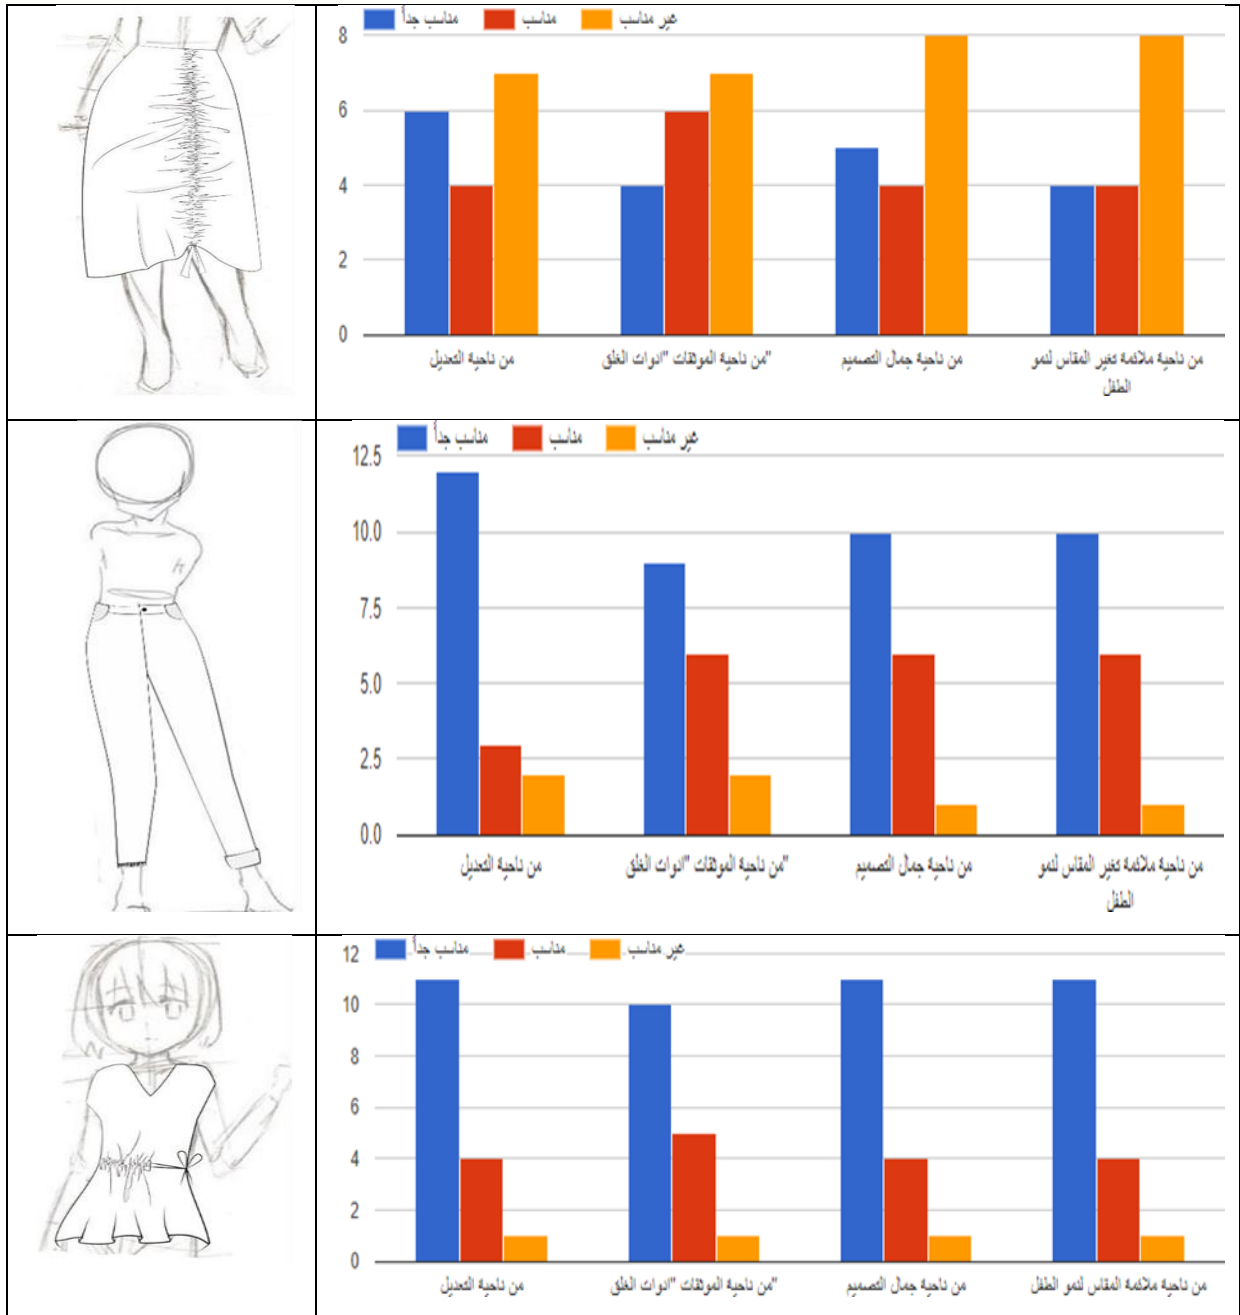 مناسب جداً مناسب غير مناسب
8
6
4
2
0
من ناحية التعديل "من ناحية الموثقات "ادوات الغلق من ناحية جمال التصميم من ناحية ملائمة تغير المقاس لنمو
الطفل
مناسب جداً مناسب غير مناسب
12.5
10.0
7.5
5.0
2.5
0.0
من ناحية التعديل "من ناحية الموثقات "ادوات الغلق من ناحية جمال التصميم من ناحية ملائمة تغير المقاس لنمو
الطفل
مناسب جداً مناسب غير مناسب
12
10
8
6
4
2
0
من ناحية التعديل "من ناحية الموثقات "ادوات الغلق من ناحية جمال التصميم من ناحية ملائمة المقاس لنمو الطفل